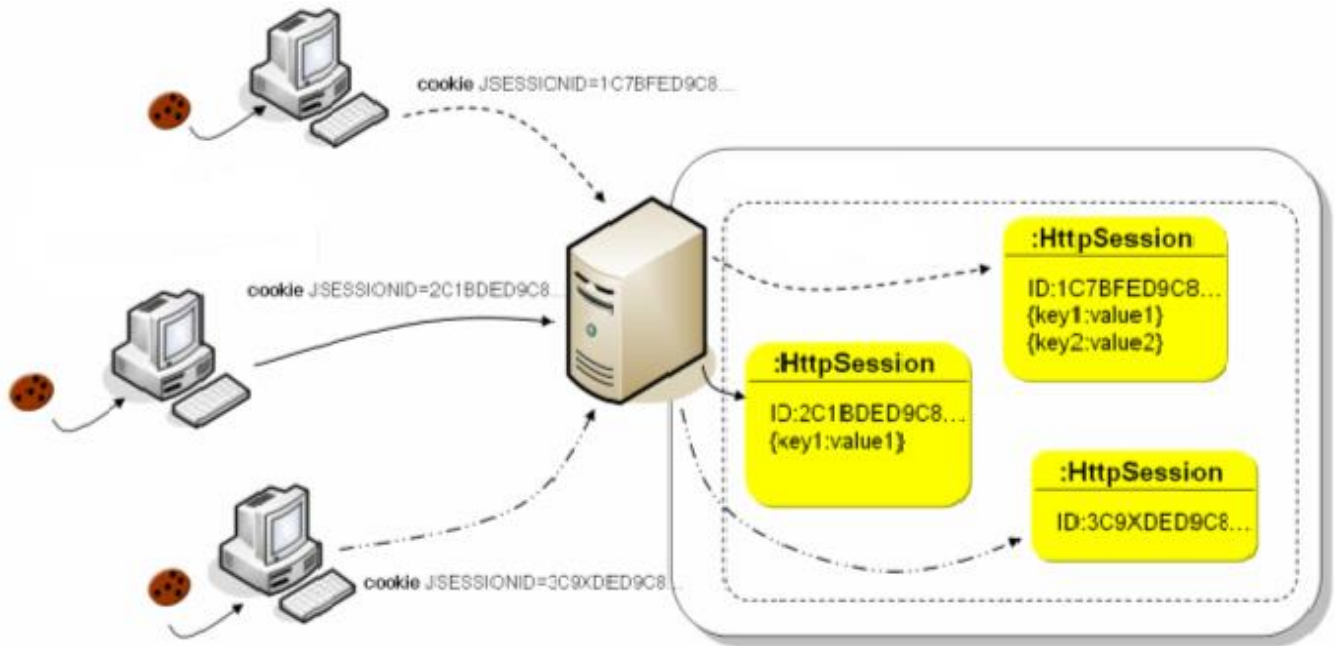 cookie JSESSIONID=1C7BFED9C8...
:HttpSession
ID:1C7BFED9C8...
{key1:value1}
{key2:value2}
cookie JSESSIONID=2C1BDED9C8...
:HttpSession
ID:2C1BDED9C8...
{key1:value1}
:HttpSession
ID:3C9XDED9C8...
cookie JSESSIONID=3C9XDED9C8...